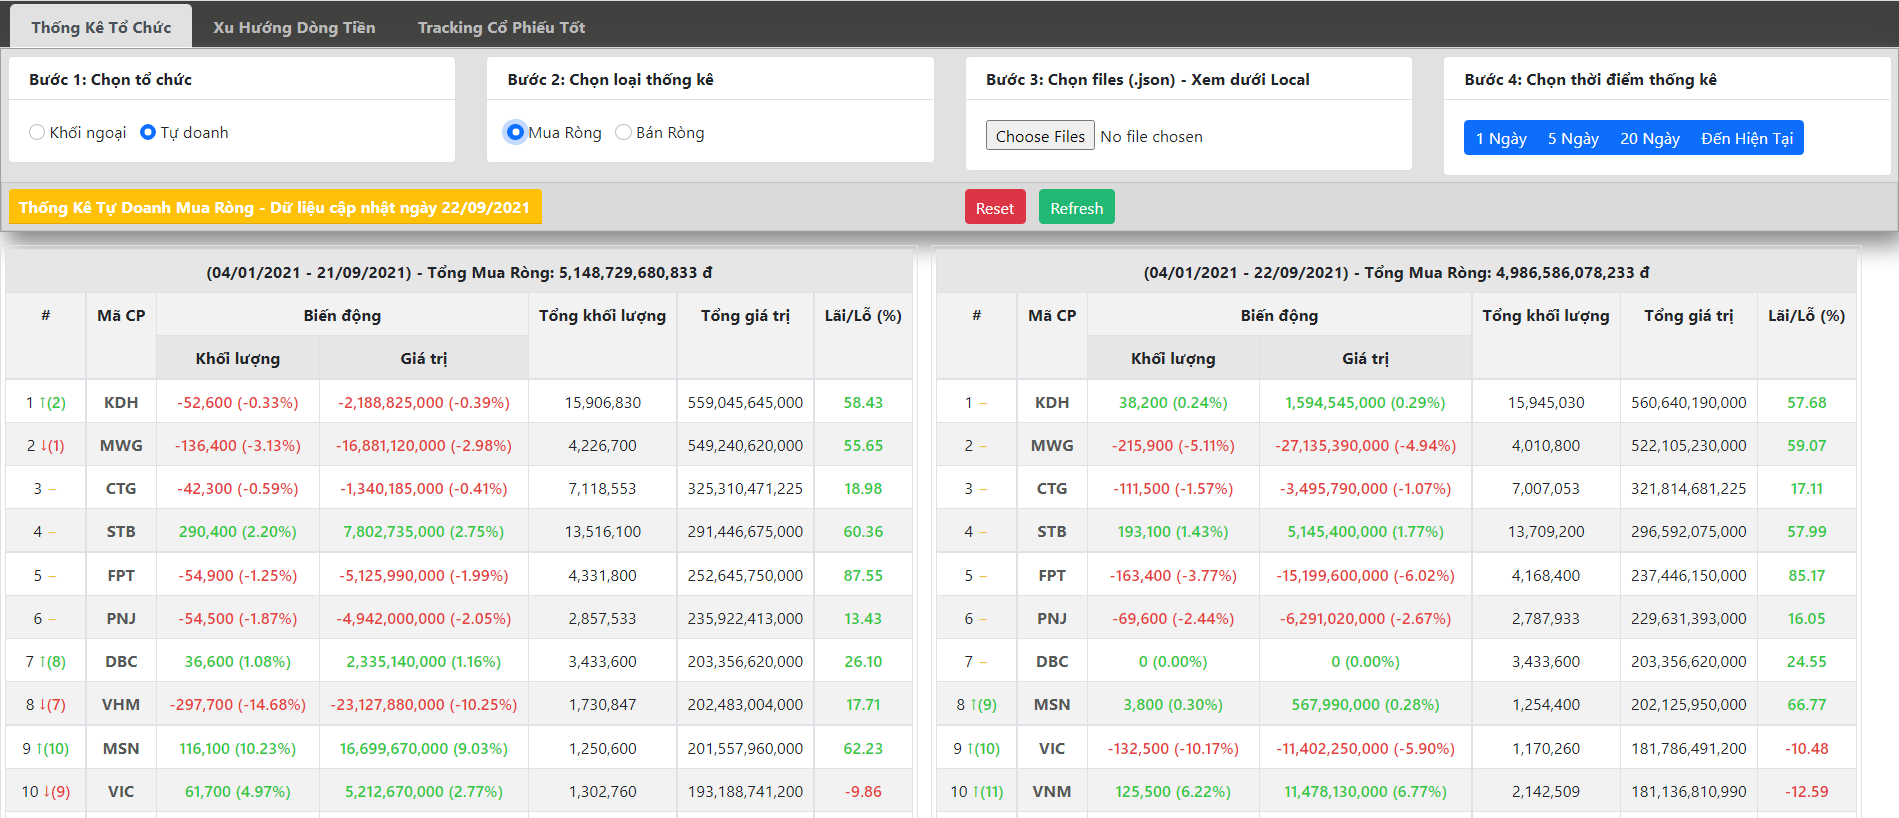 Thống Kê Tổ Chức Xu Hướng Dòng Tiền Tracking Cổ Phiếu Tốt
Bước 1: Chọn tổ chức
Khối ngoại Tự doanh
Bước 2: Chọn loại thống kê
Mua Ròng Bán Ròng
Bước 3: Chọn files (.json) - Xem dưới Local
Choose Files No file chosen
Bước 4: Chọn thời điểm thống kê
1 Ngày 5 Ngày 20 Ngày Đến Hiện Tại
Thống Kê Tự Doanh Mua Ròng - Dữ liệu cập nhật ngày 22/09/2021
Reset Refresh
(04/01/2021 - 21/09/2021) - Tổng Mua Ròng: 5,148,729,680,833 đ
# Mã CP Biến động Tổng khối lượng Tổng giá trị Lãi/Lỗ (%)
Khối lượng Giá trị
1 ↑(2) KDH -52,600 (-0.33%) -2,188,825,000 (-0.39%) 15,906,830 559,045,645,000 58.43
2 ↓(1) MWG -136,400 (-3.13%) -16,881,120,000 (-2.98%) 4,226,700 549,240,620,000 55.65
3 – CTG -42,300 (-0.59%) -1,340,185,000 (-0.41%) 7,118,553 325,310,471,225 18.98
4 – STB 290,400 (2.20%) 7,802,735,000 (2.75%) 13,516,100 291,446,675,000 60.36
5 – FPT -54,900 (-1.25%) -5,125,990,000 (-1.99%) 4,331,800 252,645,750,000 87.55
6 – PNJ -54,500 (-1.87%) -4,942,000,000 (-2.05%) 2,857,533 235,922,413,000 13.43
7 ↑(8) DBC 36,600 (1.08%) 2,335,140,000 (1.16%) 3,433,600 203,356,620,000 26.10
8 ↓(7) VHM -297,700 (-14.68%) -23,127,880,000 (-10.25%) 1,730,847 202,483,004,000 17.71
9 ↑(10) MSN 116,100 (10.23%) 16,699,670,000 (9.03%) 1,250,600 201,557,960,000 62.23
10 ↓(9) VIC 61,700 (4.97%) 5,212,670,000 (2.77%) 1,302,760 193,188,741,200 -9.86
(04/01/2021 - 22/09/2021) - Tổng Mua Ròng: 4,986,586,078,233 đ
# Mã CP Biến động Tổng khối lượng Tổng giá trị Lãi/Lỗ (%)
Khối lượng Giá trị
1 – KDH 38,200 (0.24%) 1,594,545,000 (0.29%) 15,945,030 560,640,190,000 57.68
2 – MWG -215,900 (-5.11%) -27,135,390,000 (-4.94%) 4,010,800 522,105,230,000 59.07
3 – CTG -111,500 (-1.57%) -3,495,790,000 (-1.07%) 7,007,053 321,814,681,225 17.11
4 – STB 193,100 (1.43%) 5,145,400,000 (1.77%) 13,709,200 296,592,075,000 57.99
5 – FPT -163,400 (-3.77%) -15,199,600,000 (-6.02%) 4,168,400 237,446,150,000 85.17
6 – PNJ -69,600 (-2.44%) -6,291,020,000 (-2.67%) 2,787,933 229,631,393,000 16.05
7 – DBC 0 (0.00%) 0 (0.00%) 3,433,600 203,356,620,000 24.55
8 ↑(9) MSN 3,800 (0.30%) 567,990,000 (0.28%) 1,254,400 202,125,950,000 66.77
9 ↑(10) VIC -132,500 (-10.17%) -11,402,250,000 (-5.90%) 1,170,260 181,786,491,200 -10.48
10 ↑(11) VNM 125,500 (6.22%) 11,478,130,000 (6.77%) 2,142,509 181,136,810,990 -12.59